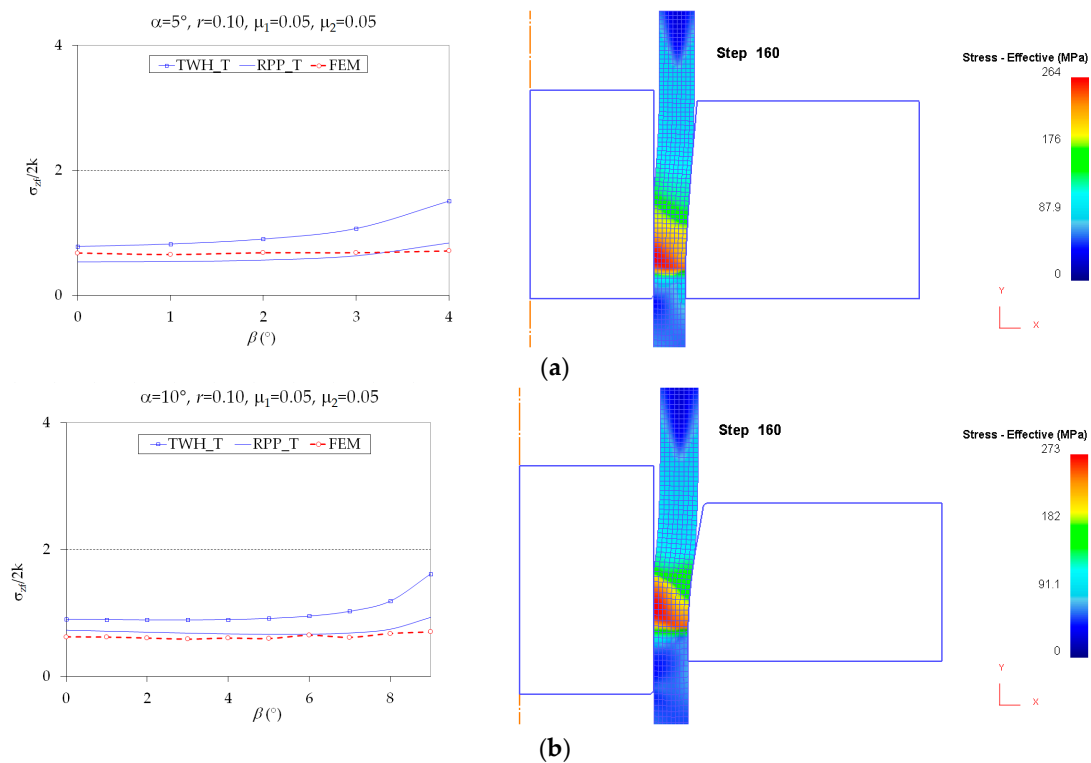 α=5°, r=0.10, μ1=0.05, μ2=0.05
TWH_T RPP_T FEM
4
2
0
σzf/2k
0 1 2 3 4
β (°)
Step 160
Stress - Effective (MPa)
264
176
87.9
0
Y
X
(a)
α=10°, r=0.10, μ1=0.05, μ2=0.05
TWH_T RPP_T FEM
4
2
0
σzf/2k
0 2 4 6 8
β (°)
Step 160
Stress - Effective (MPa)
273
182
91.1
0
Y
X
(b)